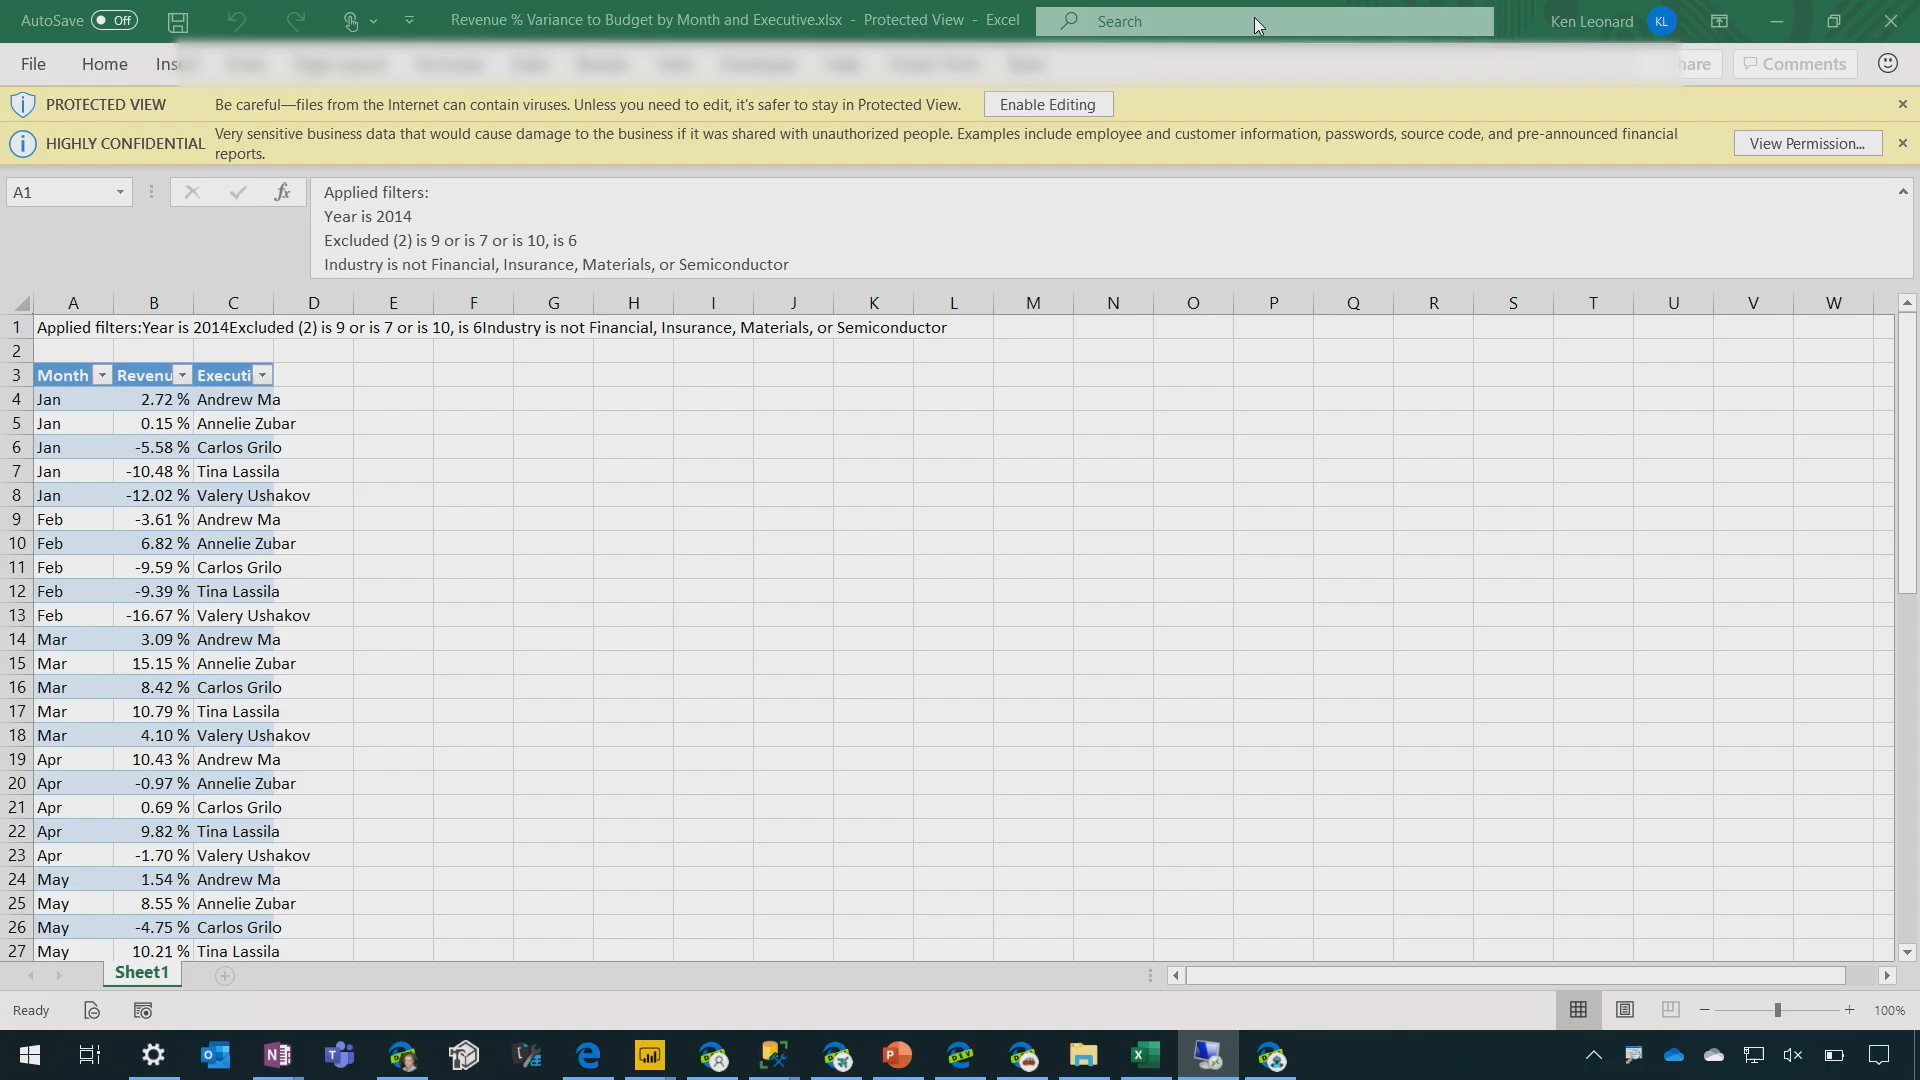 AutoSave Off
Revenue % Variance to Budget by Month and Executive.xlsx - Protected View - Excel
Search
Ken Leonard KL
File Home
Comments
PROTECTED VIEW Be careful—files from the Internet can contain viruses. Unless you need to edit, it's safer to stay in Protected View. Enable Editing
HIGHLY CONFIDENTIAL Very sensitive business data that would cause damage to the business if it was shared with unauthorized people. Examples include employee and customer information, passwords, source code, and pre-announced financial
reports.
View Permission...
A1
fx
Applied filters:
Year is 2014
Excluded (2) is 9 or is 7 or is 10, is 6
Industry is not Financial, Insurance, Materials, or Semiconductor
A B C D E F G H I J K L M N O P Q R S T U V W
1 Applied filters:Year is 2014Excluded (2) is 9 or is 7 or is 10, is 6Industry is not Financial, Insurance, Materials, or Semiconductor
2
3 Month Revenu Executi
4 Jan 2.72 % Andrew Ma
5 Jan 0.15 % Annelie Zubar
6 Jan -5.58 % Carlos Grilo
7 Jan -10.48 % Tina Lassila
8 Jan -12.02 % Valery Ushakov
9 Feb -3.61 % Andrew Ma
10 Feb 6.82 % Annelie Zubar
11 Feb -9.59 % Carlos Grilo
12 Feb -9.39 % Tina Lassila
13 Feb -16.67 % Valery Ushakov
14 Mar 3.09 % Andrew Ma
15 Mar 15.15 % Annelie Zubar
16 Mar 8.42 % Carlos Grilo
17 Mar 10.79 % Tina Lassila
18 Mar 4.10 % Valery Ushakov
19 Apr 10.43 % Andrew Ma
20 Apr -0.97 % Annelie Zubar
21 Apr 0.69 % Carlos Grilo
22 Apr 9.82 % Tina Lassila
23 Apr -1.70 % Valery Ushakov
24 May 1.54 % Andrew Ma
25 May 8.55 % Annelie Zubar
26 May -4.75 % Carlos Grilo
27 May 10.21 % Tina Lassila
Sheet1
Ready
100%